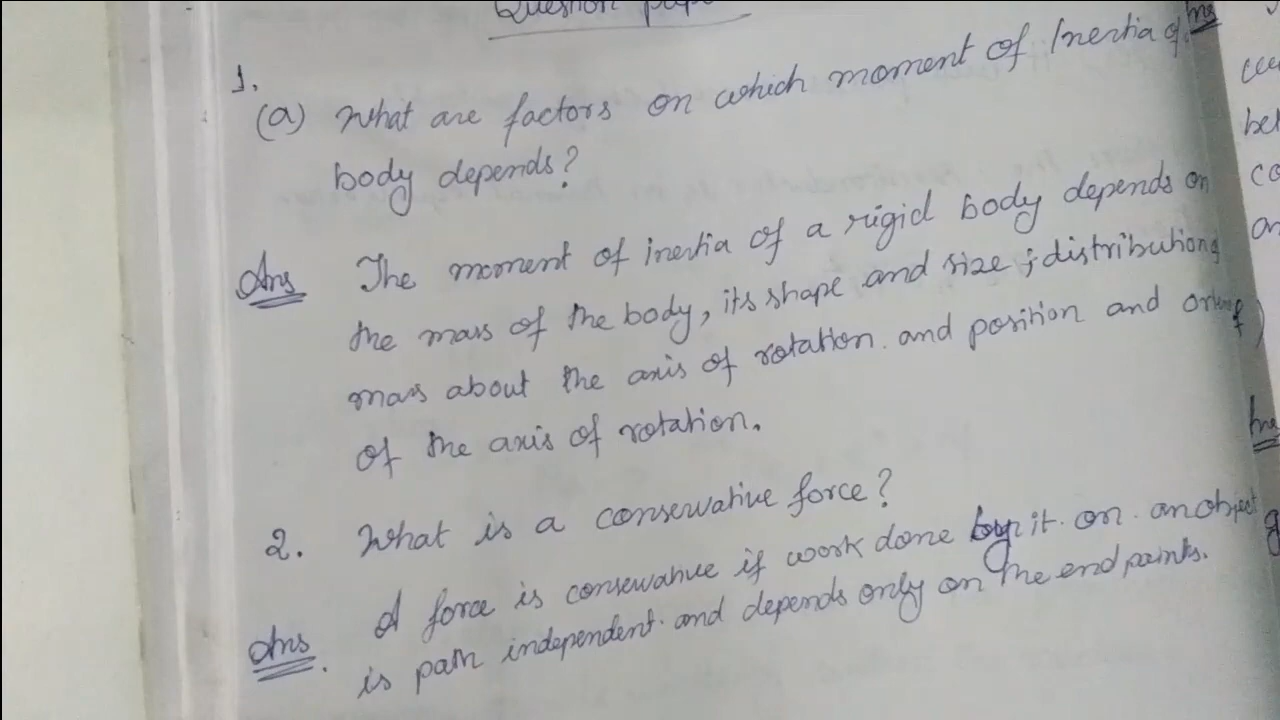 Question
1.
(a) What are factors on which moment of Inertia of
body depends?
Ans The moment of inertia of a rigid body depends on
the mass of the body, its shape and size ; distribution of
mass about the axis of rotation. and position and
of the axis of rotation.
2. What is a conservative force?
Ans. A force is conservative if work done by it. on. an object
is path independent. and depends only on the end points.